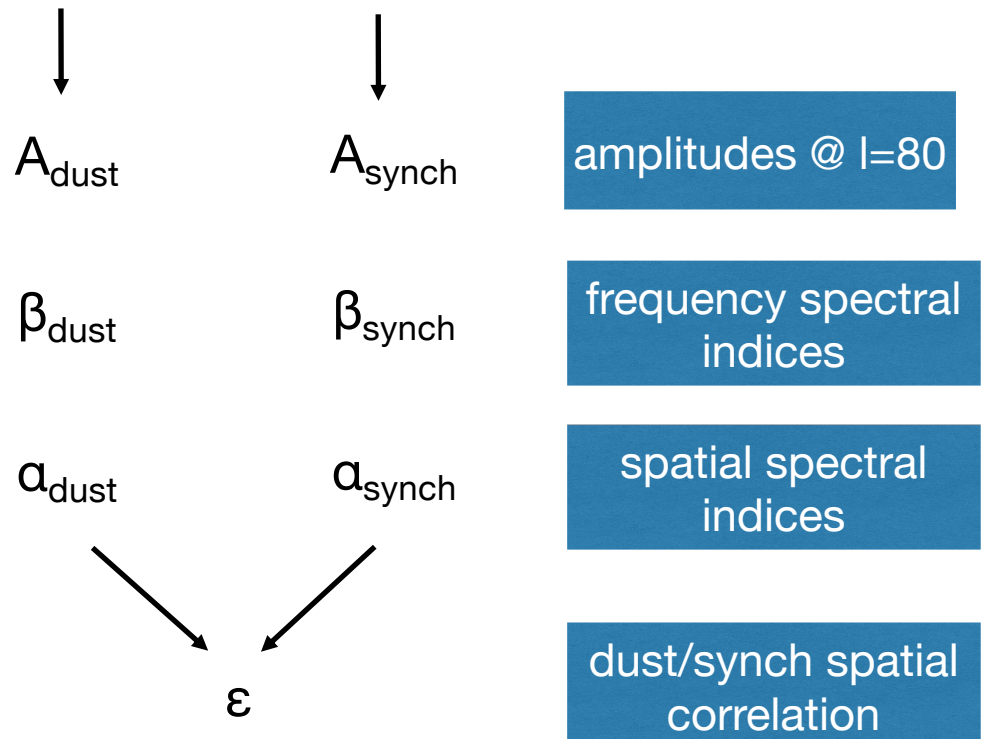 A_dust A_synch amplitudes @ l=80
β_dust β_synch frequency spectral
indices
α_dust α_synch spatial spectral
indices
ε dust/synch spatial
correlation